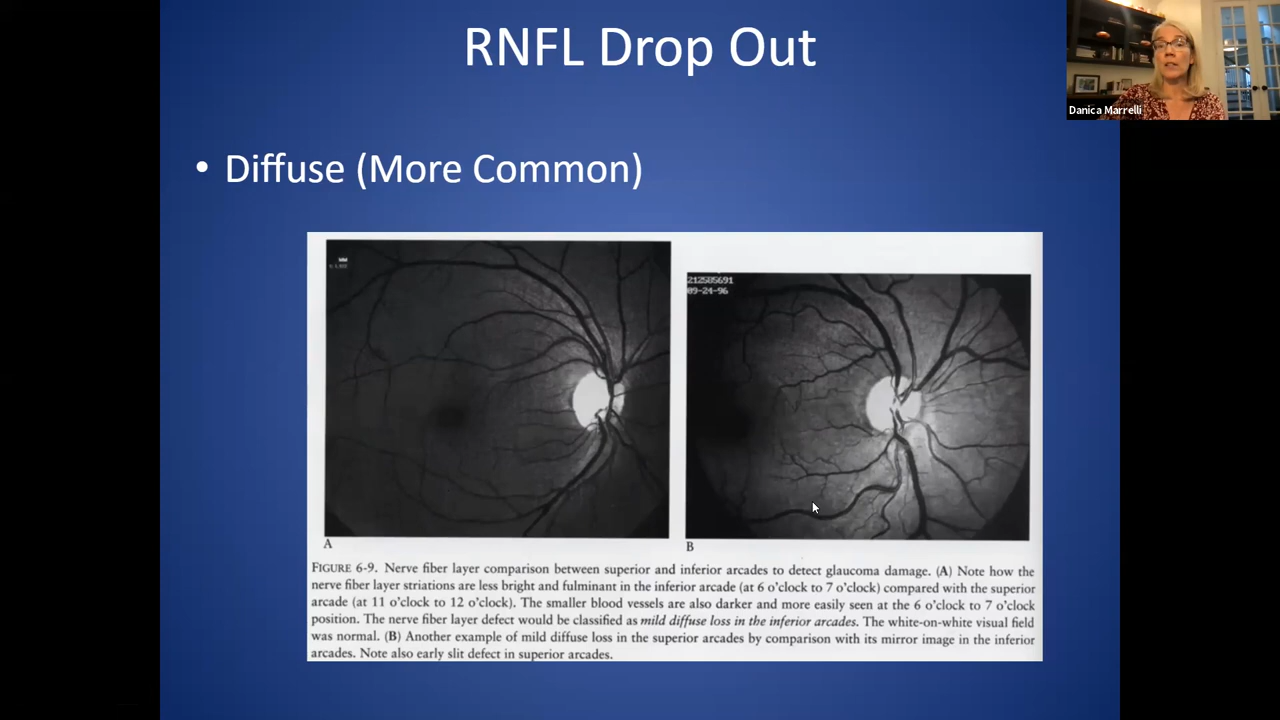 RNFL Drop Out
Danica Marrelli
• Diffuse (More Common)
212585691
09-24-96
A
B
FIGURE 6-9. Nerve fiber layer comparison between superior and inferior arcades to detect glaucoma damage. (A) Note how the
nerve fiber layer striations are less bright and fulminant in the inferior arcade (at 6 o'clock to 7 o'clock) compared with the superior
arcade (at 11 o'clock to 12 o'clock). The smaller blood vessels are also darker and more easily seen at the 6 o'clock to 7 o'clock
position. The nerve fiber layer defect would be classified as mild diffuse loss in the inferior arcades. The white-on-white visual field
was normal. (B) Another example of mild diffuse loss in the superior arcades by comparison with its mirror image in the inferior
arcades. Note also early slit defect in superior arcades.